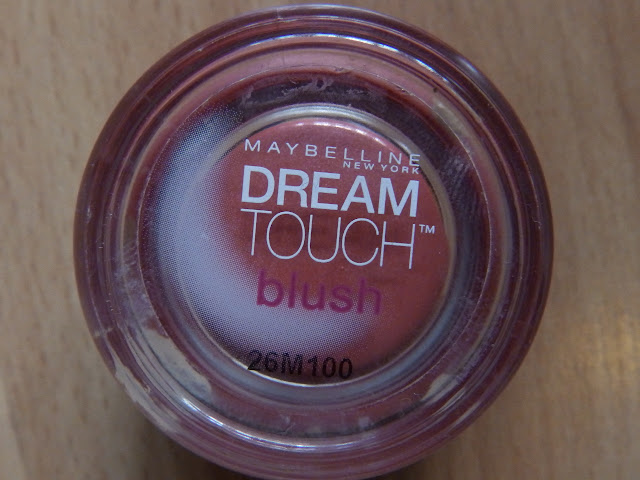 MAYBELLINE
NEW YORK
DREAM
TOUCH™
blush
26M100